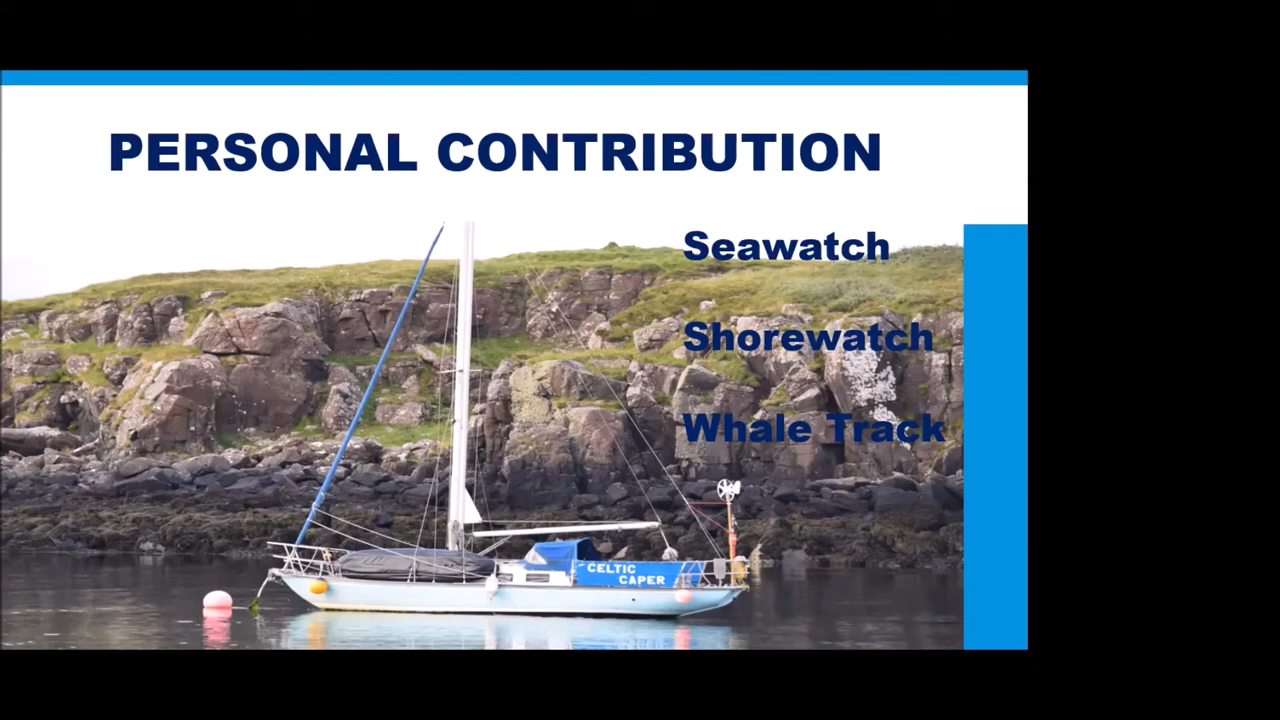 PERSONAL CONTRIBUTION
Seawatch
Shorewatch
Whale Track
CELTIC
CAPER